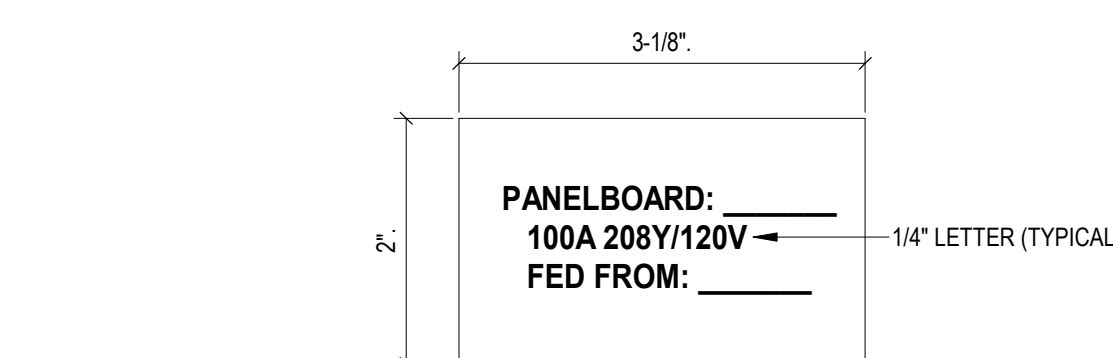 3-1/8".
2".
PANELBOARD: _______
100A 208Y/120V
1/4" LETTER (TYPICAL
FED FROM: _______